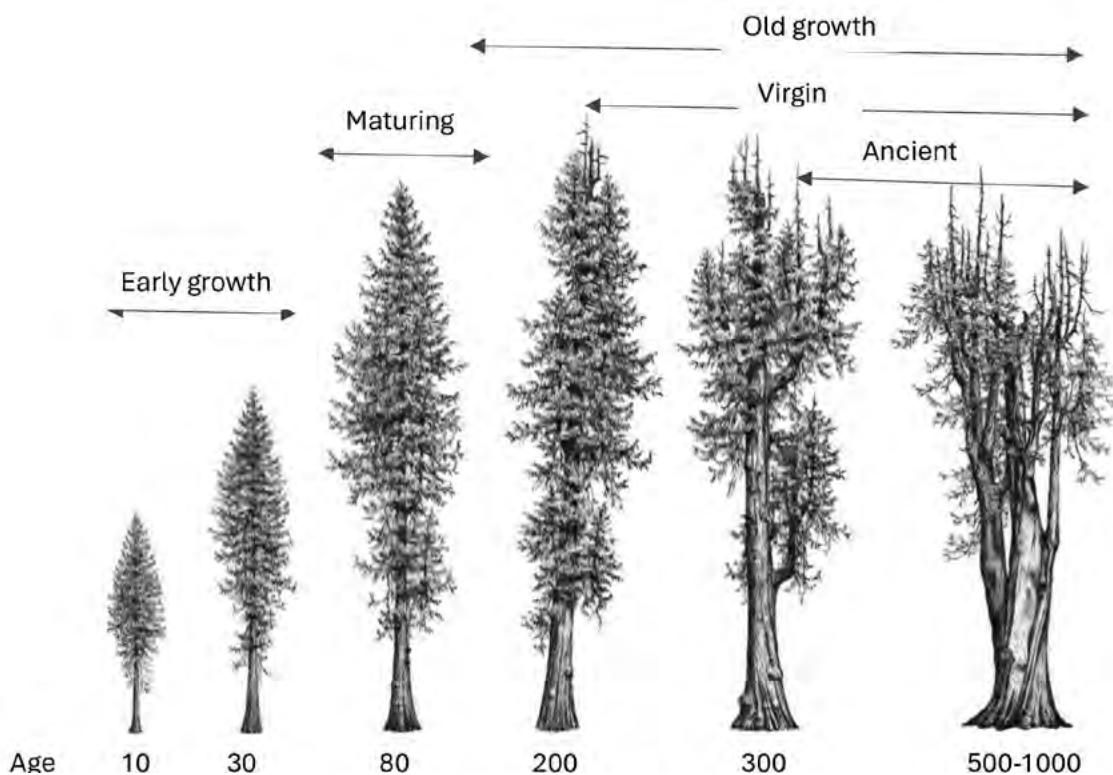 Old growth
Virgin
Maturing
Ancient
Early growth
Age 10 30 80 200 300 500-1000